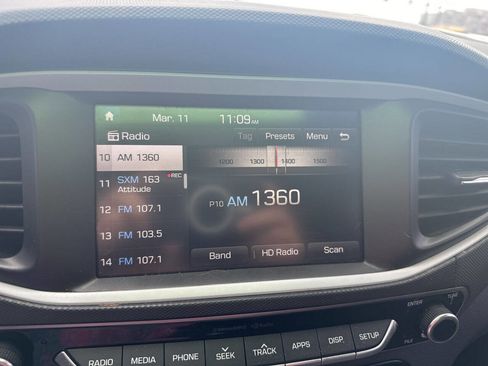 Mar. 11 11:09AM
Radio Tag Presets Menu
10 AM 1360
1200 1300 1400 1500
11 SXM 163 REC
Attitude
P10 AM 1360
12 FM 107.1
13 FM 103.5
14 FM 107.1
Band HD Radio Scan
ENTER TUNE
FILE
RADIO MEDIA PHONE SEEK TRACK APPS DISP. SETUP